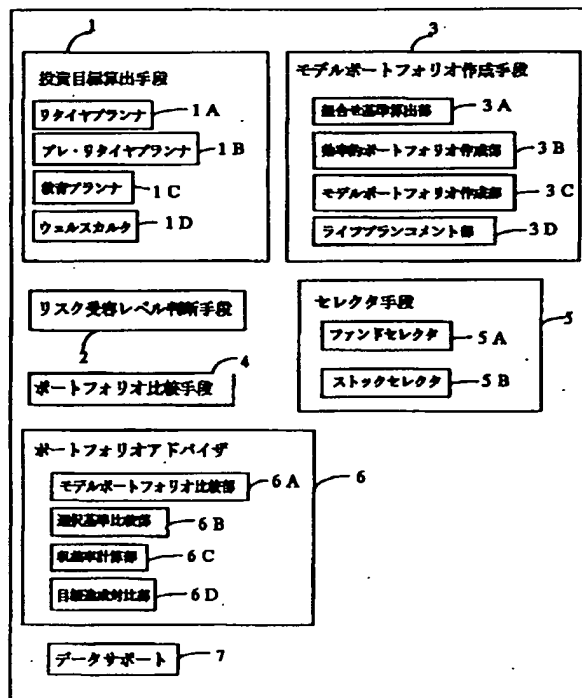 1
投資目標算出手段
リタイヤプランナ 1A
プレ・リタイヤプランナ 1B
教育プランナ 1C
ウェルスカルク 1D
3
モデルポートフォリオ作成手段
組合せ基準算出部 3A
効率的ポートフォリオ作成部 3B
モデルポートフォリオ作成部 3C
ライフプランコメント部 3D
リスク受容レベル判断手段
2
4
ポートフォリオ比較手段
セレクタ手段
5
ファンドセレクタ 5A
ストックセレクタ 5B
ポートフォリオアドバイザ
6
モデルポートフォリオ比較部 6A
選択基準比較部 6B
収益率計算部 6C
目標達成対比部 6D
データサポート 7